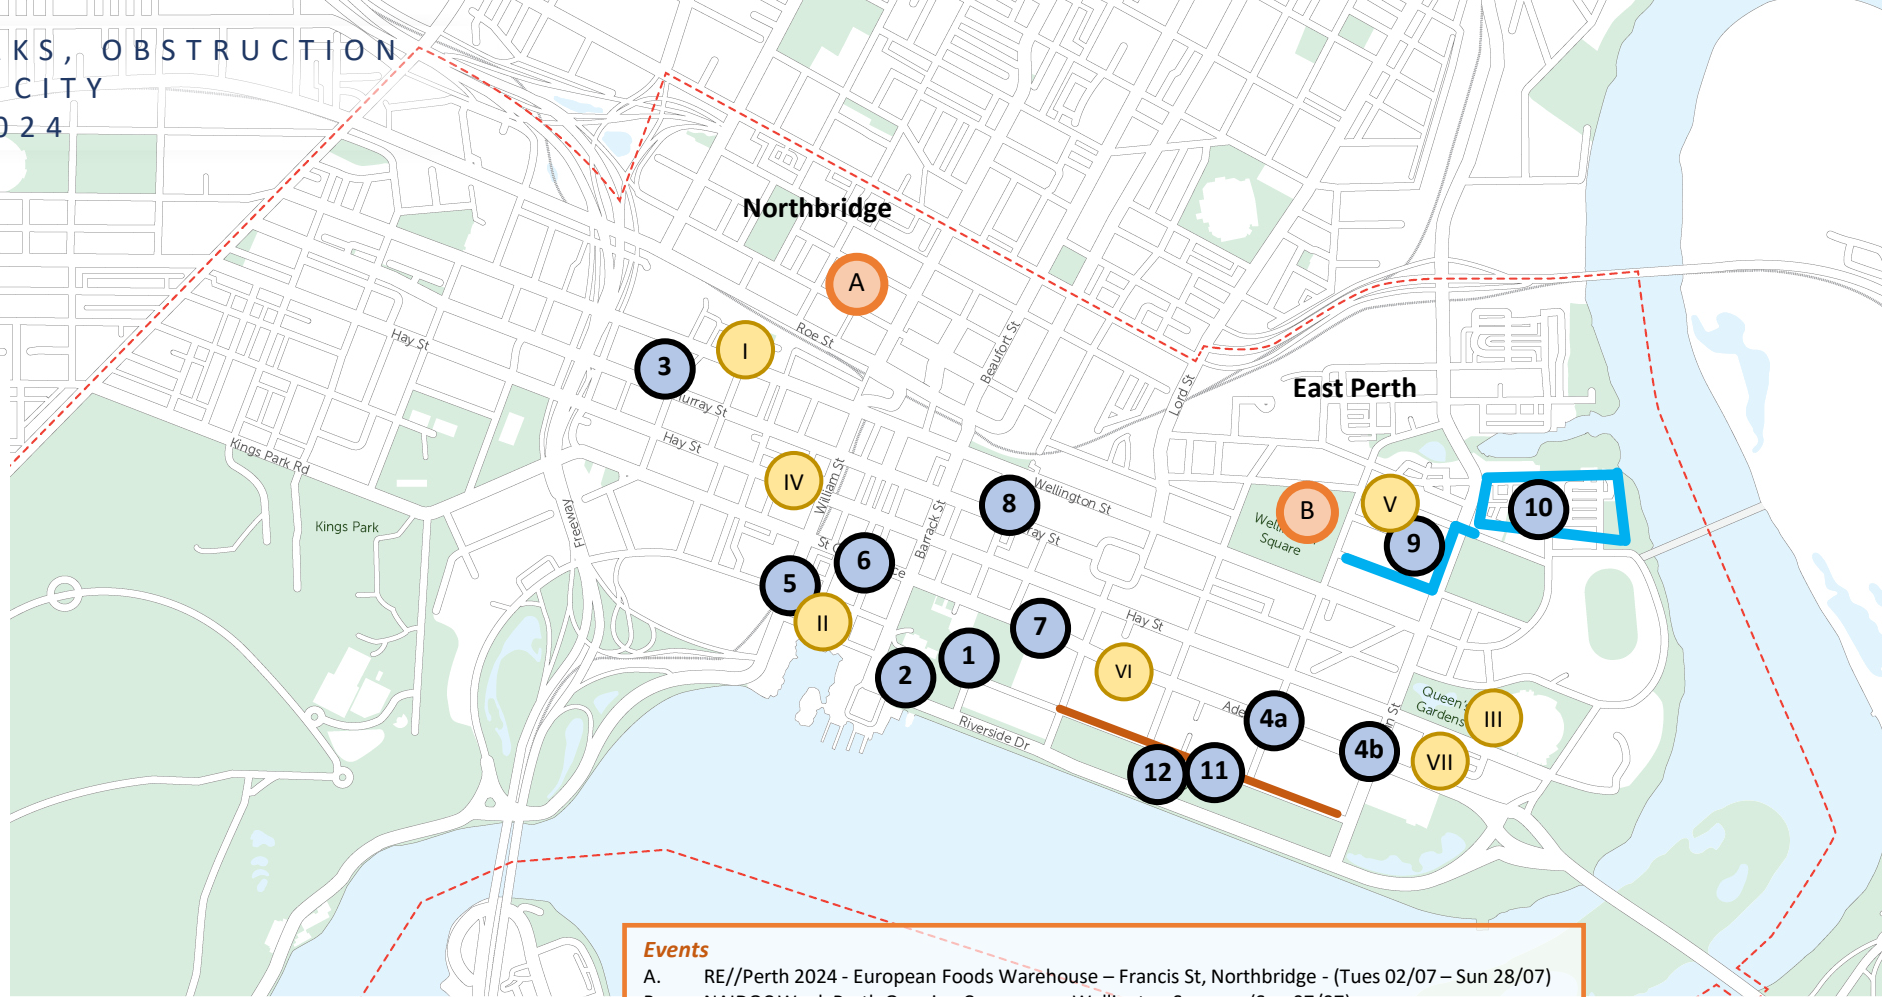 KS, OBSTRUCTION
CITY
024
Northbridge
A
Roe St
Beaufort St
Hay St
I
3
Murray St
Lord St
East Perth
Hay St
Kings Park Rd
IV
William St
Wellington St
Kings Park
Freeway
Barrack St
8
B
Square
V
9
10
6
5
II
7
Hay St
1
2
VI
Riverside Dr
4a
4b
Queen's
Gardens
III
VII
12
11
Events
A. RE//Perth 2024 - European Foods Warehouse – Francis St, Northbridge - (Tues 02/07 – Sun 28/07)